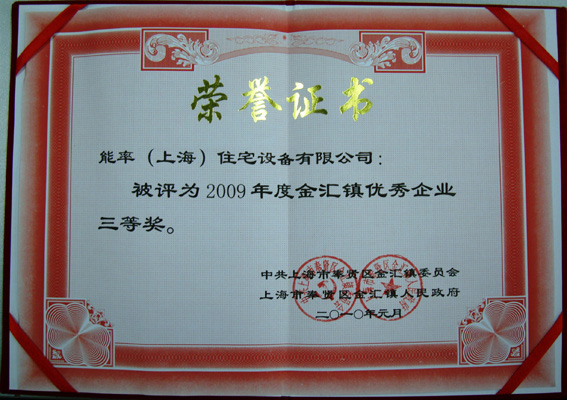 荣誉证书
能率（上海）住宅设备有限公司：
被评为2009年度金汇镇优秀企业
三等奖。
中共上海市奉贤区金汇镇委员会
上海市奉贤区金汇镇人民政府
二〇一〇年元月